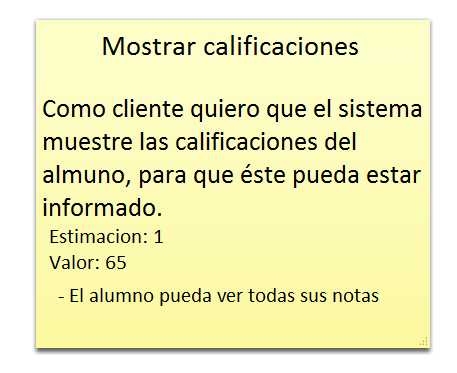 Mostrar calificaciones
Como cliente quiero que el sistema
muestre las calificaciones del
almuno, para que éste pueda estar
informado.
Estimacion: 1
Valor: 65
- El alumno pueda ver todas sus notas